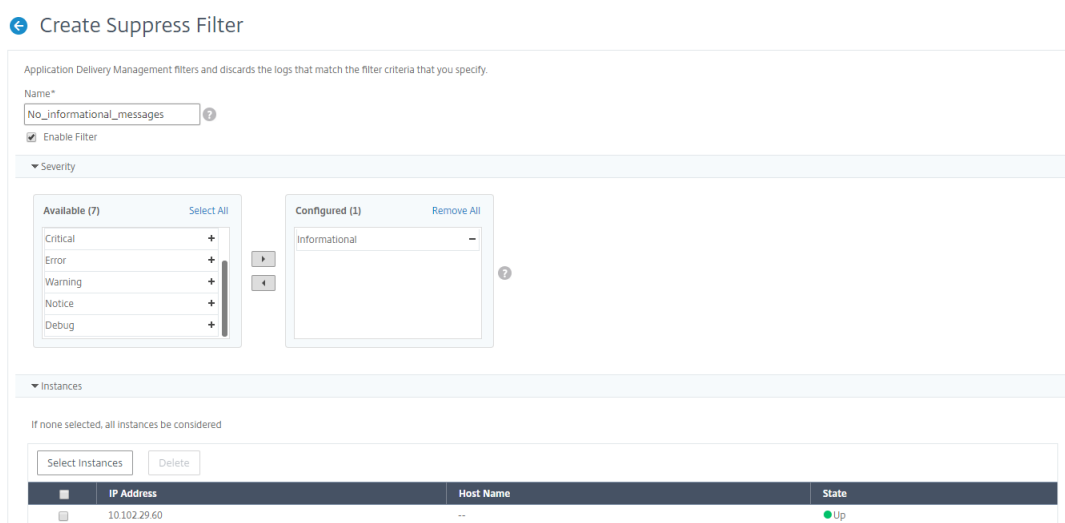 Create Suppress Filter
Application Delivery Management filters and discards the logs that match the filter criteria that you specify.
Name*
No_informational_messages
?
Enable Filter
Severity
Available (7) Select All
Critical +
Error +
Warning +
Notice +
Debug +
Configured (1) Remove All
Informational −
?
Instances
If none selected, all instances be considered
Select Instances Delete
IP Address Host Name State
10.102.29.60 -- Up